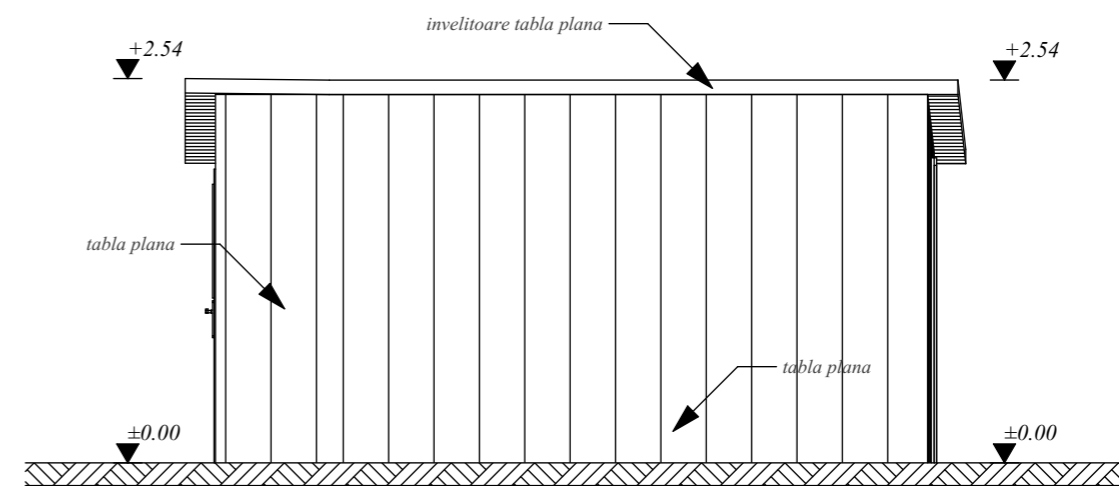 invelitoare tabla plana
+2.54
+2.54
tabla plana
tabla plana
±0.00
±0.00